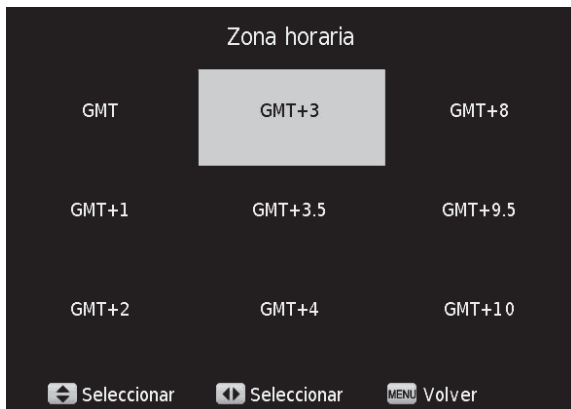 Zona horaria
GMT GMT+3 GMT+8
GMT+1 GMT+3.5 GMT+9.5
GMT+2 GMT+4 GMT+10
Seleccionar Seleccionar MENU Volver